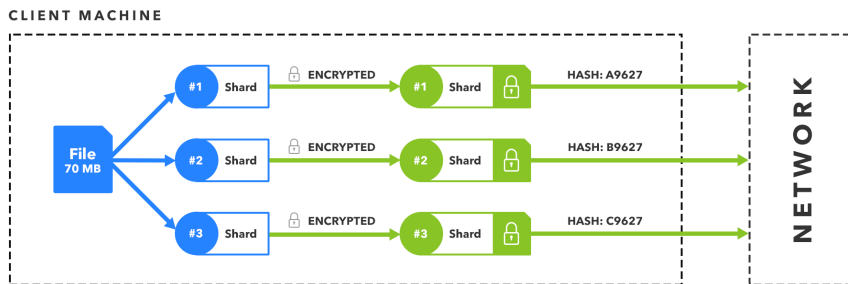 CLIENT MACHINE
#1 Shard ENCRYPTED #1 Shard HASH: A9627
File
70 MB
#2 Shard ENCRYPTED #2 Shard HASH: B9627
#3 Shard ENCRYPTED #3 Shard HASH: C9627
NETWORK